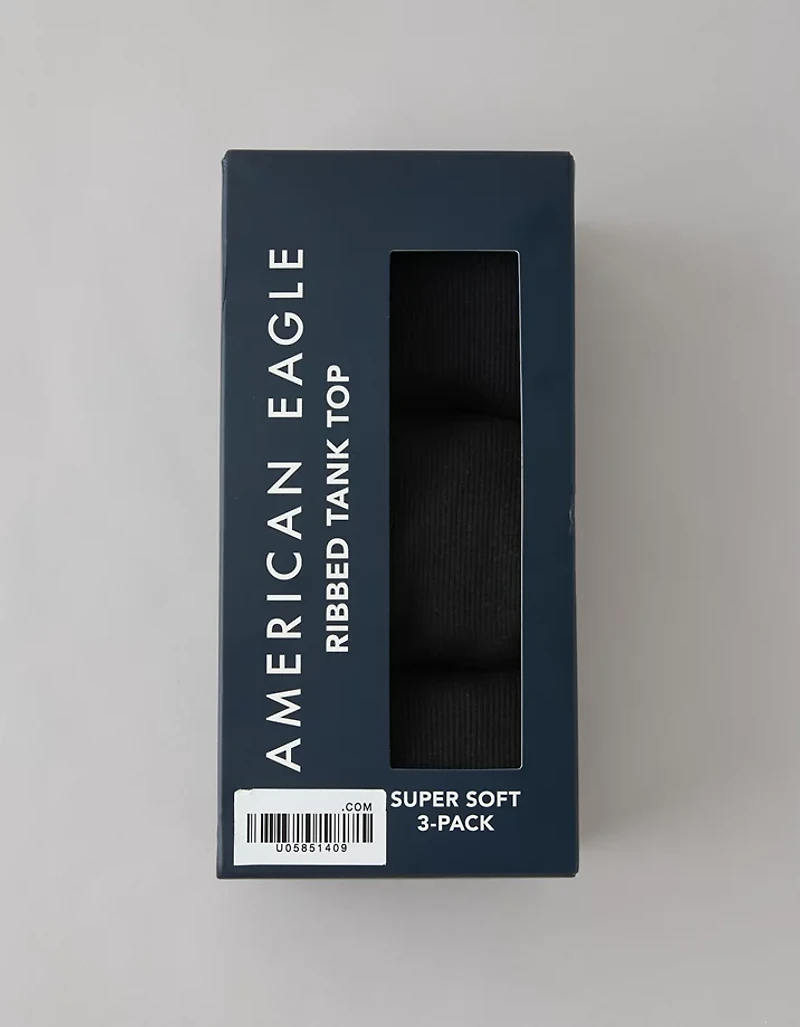 AMERICAN EAGLE
RIBBED TANK TOP
SUPER SOFT
3-PACK
.COM
U05851409